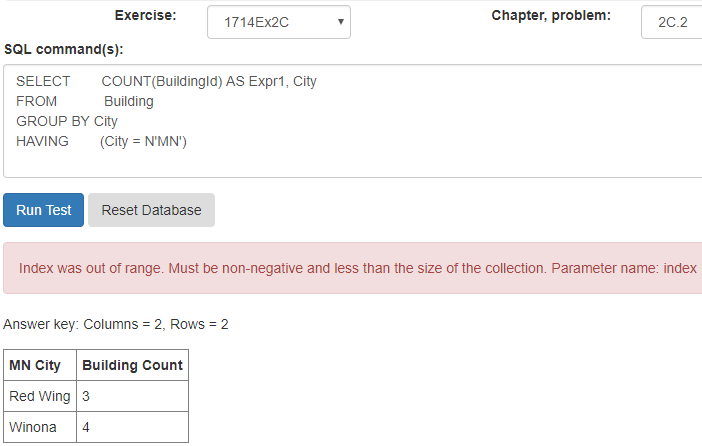 Exercise: 1714Ex2C Chapter, problem: 2C.2
SQL command(s):
SELECT COUNT(BuildingId) AS Expr1, City
FROM Building
GROUP BY City
HAVING (City = N'MN')
Run Test Reset Database
Index was out of range. Must be non-negative and less than the size of the collection. Parameter name: index
Answer key: Columns = 2, Rows = 2
MN City Building Count
Red Wing 3
Winona 4